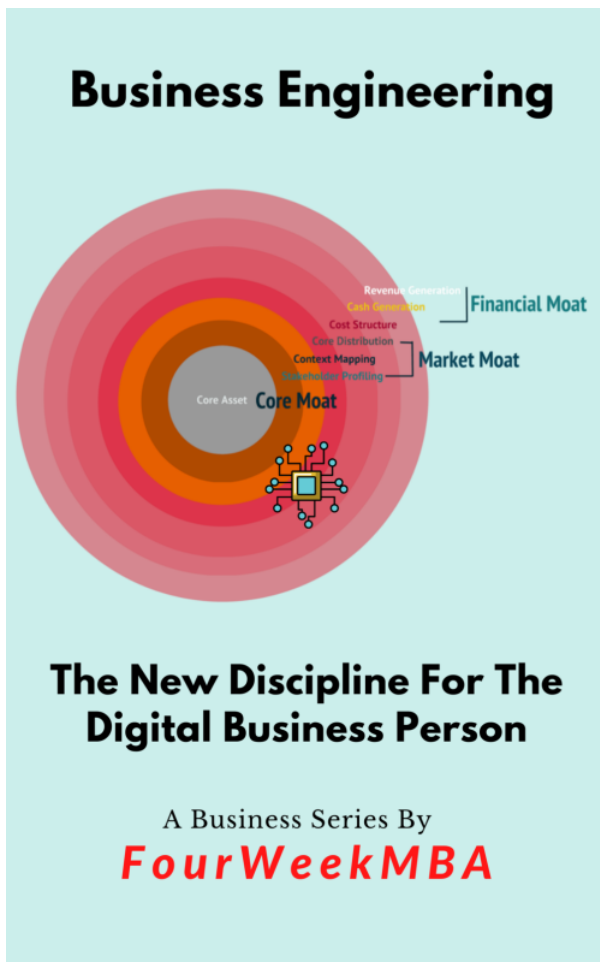 Business Engineering
Revenue Generation
Cash Generation
Financial Moat
Cost Structure
Core Distribution
Context Mapping
Market Moat
Stakeholder Profiling
Core Asset
Core Moat
The New Discipline For The
Digital Business Person
A Business Series By
FourWeekMBA